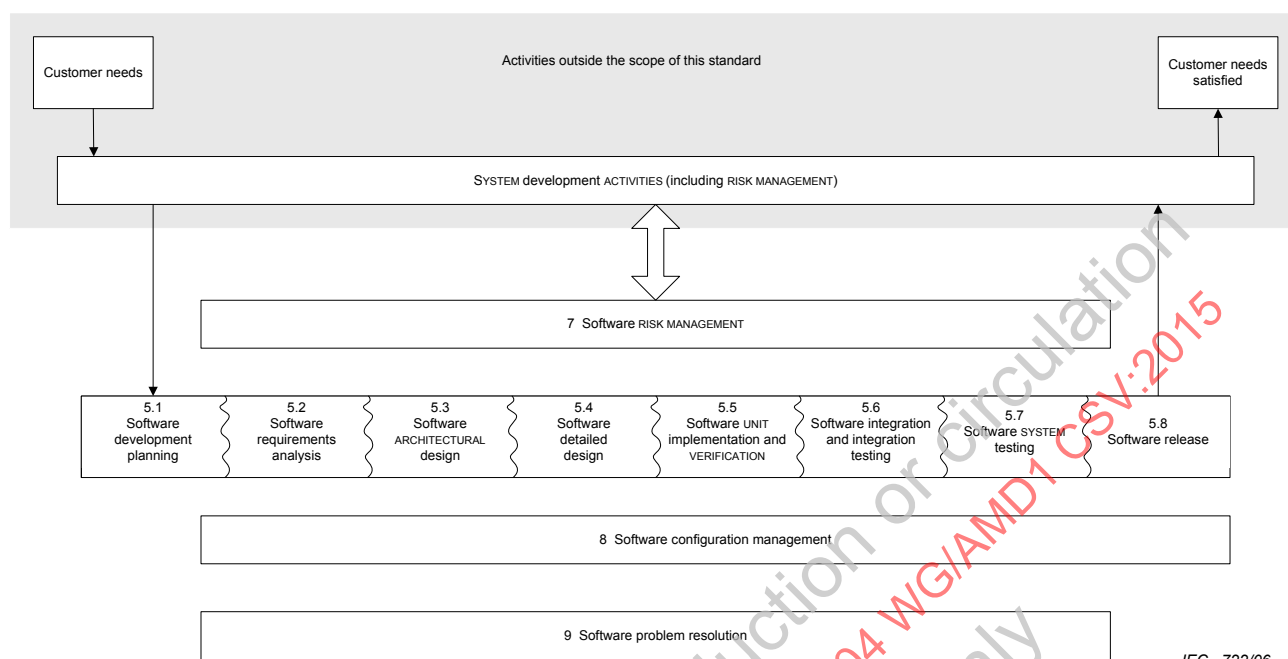 Customer needs
Activities outside the scope of this standard
Customer needs
satisfied
SYSTEM development ACTIVITIES (including RISK MANAGEMENT)
7 Software RISK MANAGEMENT
5.1
Software
development
planning
5.2
Software
requirements
analysis
5.3
Software
ARCHITECTURAL
design
5.4
Software
detailed
design
5.5
Software UNIT
implementation and
VERIFICATION
5.6
Software integration
and integration
testing
5.7
Software SYSTEM
testing
5.8
Software release
8 Software configuration management
9 Software problem resolution
or circulation
WG/AMD1 CSV:2015